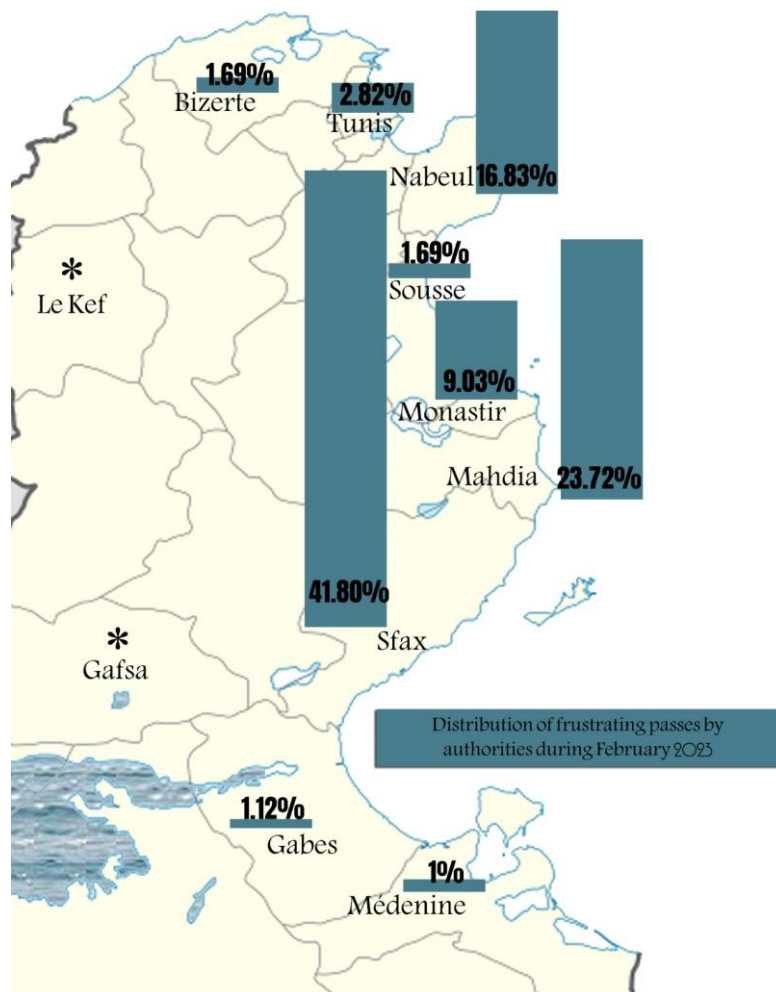 1.69%
Bizerte
2.82%
Tunis
Nabeul 16.83%
1.69%
Sousse
*
Le Kef
9.03%
Monastir
Mahdia 23.72%
41.80%
Sfax
*
Gafsa
Distribution of frustrating passes by
authorities during February 2023
1.12%
Gabes
1%
Médenine